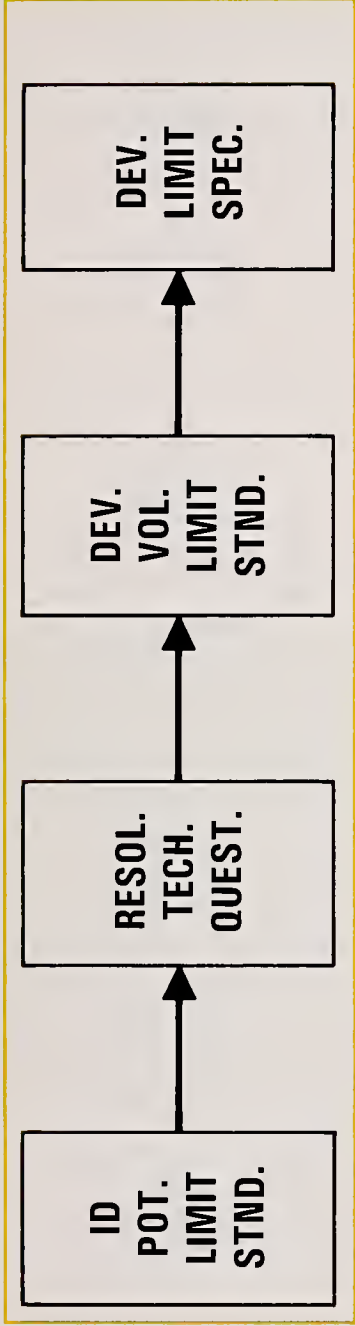 ID
POT.
LIMIT
STND.
RESOL.
TECH.
QUEST.
DEV.
VOL.
LIMIT
STND.
DEV.
LIMIT
SPEC.